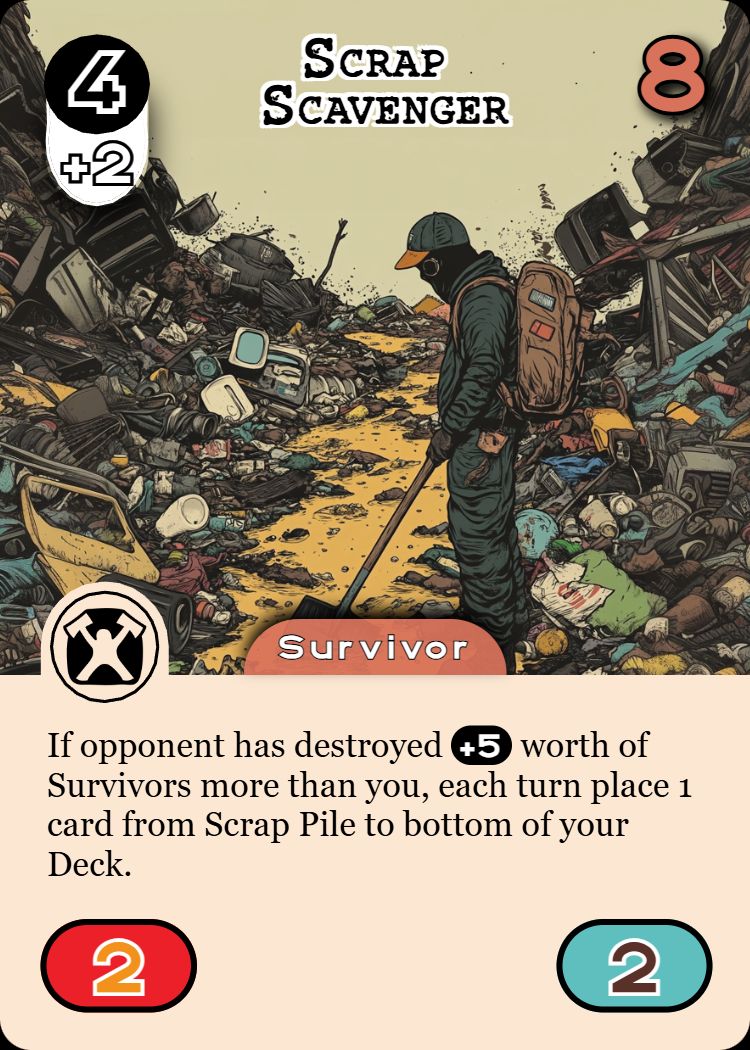 4
+2
Scrap
Scavenger
8
Survivor
If opponent has destroyed +5 worth of
Survivors more than you, each turn place 1
card from Scrap Pile to bottom of your
Deck.
2
2